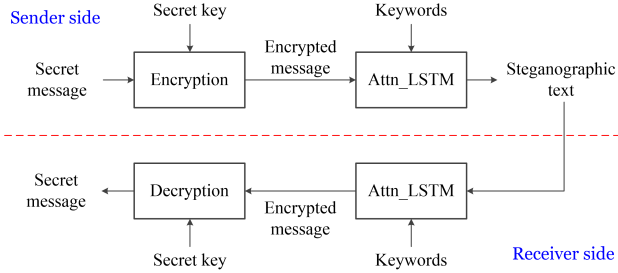 Sender side
Secret key
Keywords
Secret
message
Encryption
Encrypted
message
Attn_LSTM
Steganographic
text
Secret
message
Decryption
Encrypted
message
Attn_LSTM
Secret key
Keywords
Receiver side